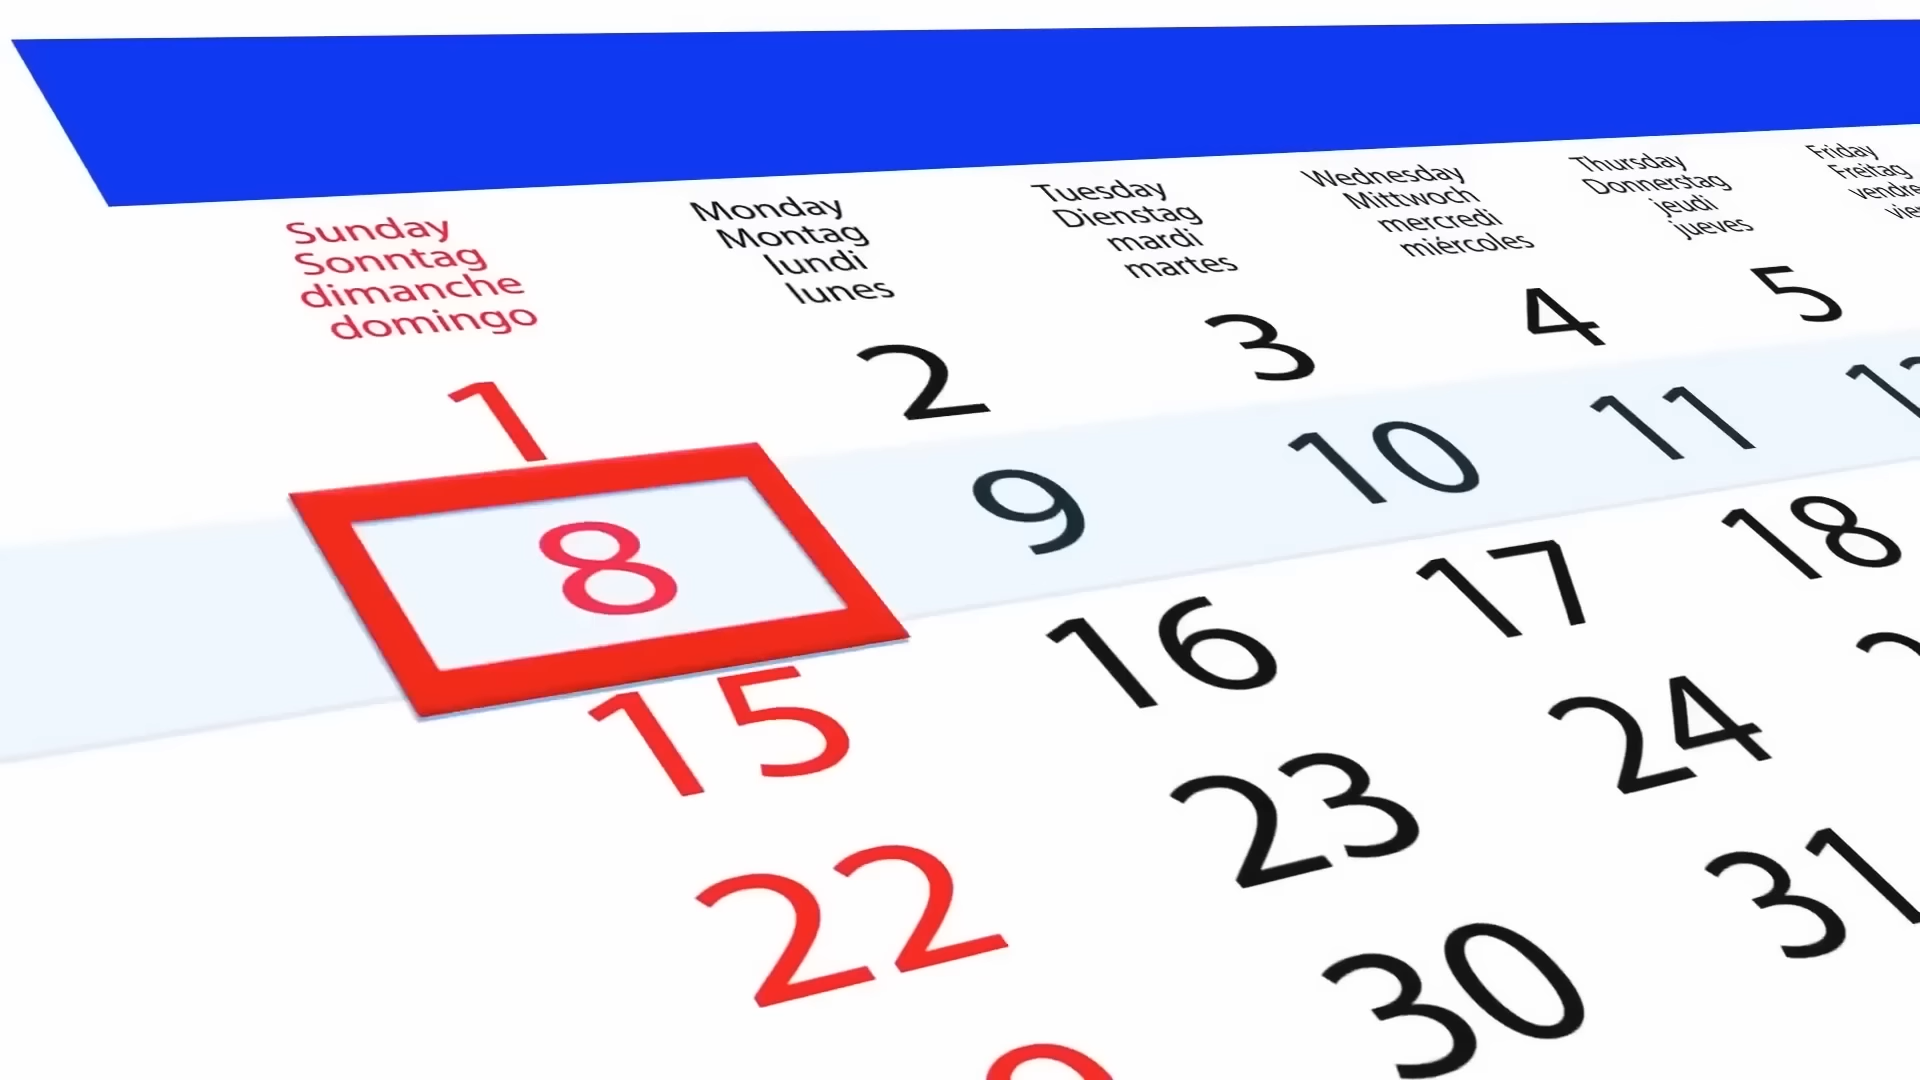 Sunday Monday Tuesday Wednesday Thursday Friday
Sonntag Montag Dienstag Mittwoch Donnerstag Freitag
dimanche lundi mardi mercredi jeudi
domingo lunes martes miércoles jueves
1 2 3 4 5
8 9 10 11
15 16 17 18
22 23 24
30 31